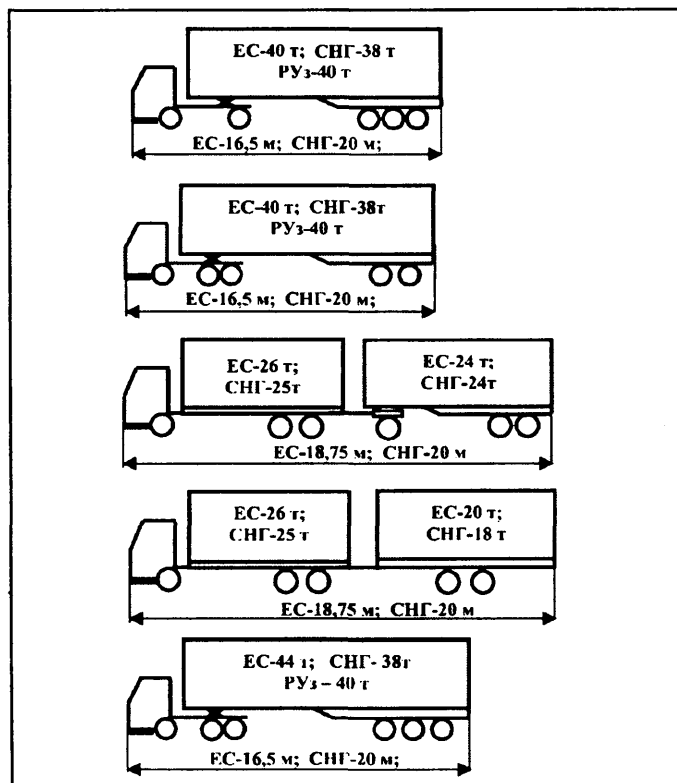 ЕС-40 т; СНГ-38 т
РУз-40 т
ЕС-16,5 м; СНГ-20 м;
ЕС-40 т; СНГ-38т
РУз-40 т
ЕС-16,5 м; СНГ-20 м;
ЕС-26 т;
СНГ-25т
ЕС-24 т;
СНГ-24т
ЕС-18,75 м; СНГ-20 м
ЕС-26 т;
СНГ-25 т
ЕС-20 т;
СНГ-18 т
ЕС-18,75 м; СНГ-20 м
ЕС-44 т; СНГ- 38т
РУз – 40 т
ЕС-16,5 м; СНГ-20 м;